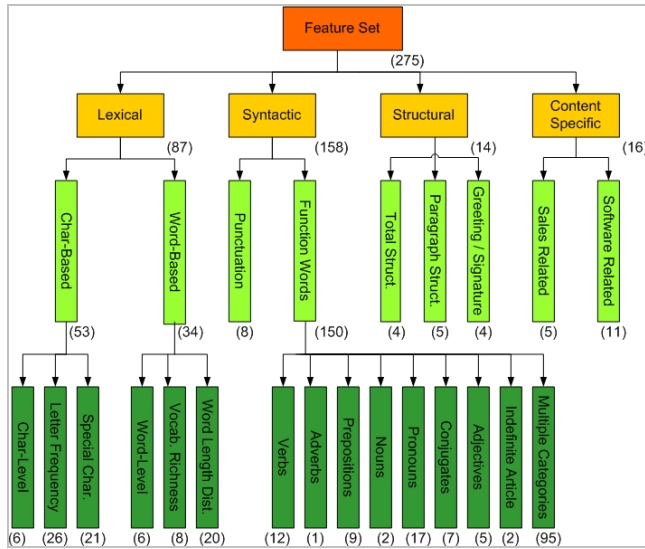 Feature Set
(275)
Lexical
Syntactic
Structural
Content
Specific
(87)
(158)
(14)
(16)
Char-Based
Word-Based
Punctuation
Function Words
Total Struct.
Paragraph Struct.
Greeting / Signature
Sales Related
Software Related
(53)
(34)
(8)
(150)
(4)
(5)
(4)
(5)
(11)
Char-Level
Letter Frequency
Special Char.
Word-Level
Vocab. Richness
Word Length Dist.
Verbs
Adverbs
Prepositions
Nouns
Pronouns
Conjugates
Adjectives
Indefinite Article
Multiple Categories
(6)
(26)
(21)
(6)
(8)
(20)
(12)
(1)
(9)
(2)
(17)
(7)
(5)
(2)
(95)